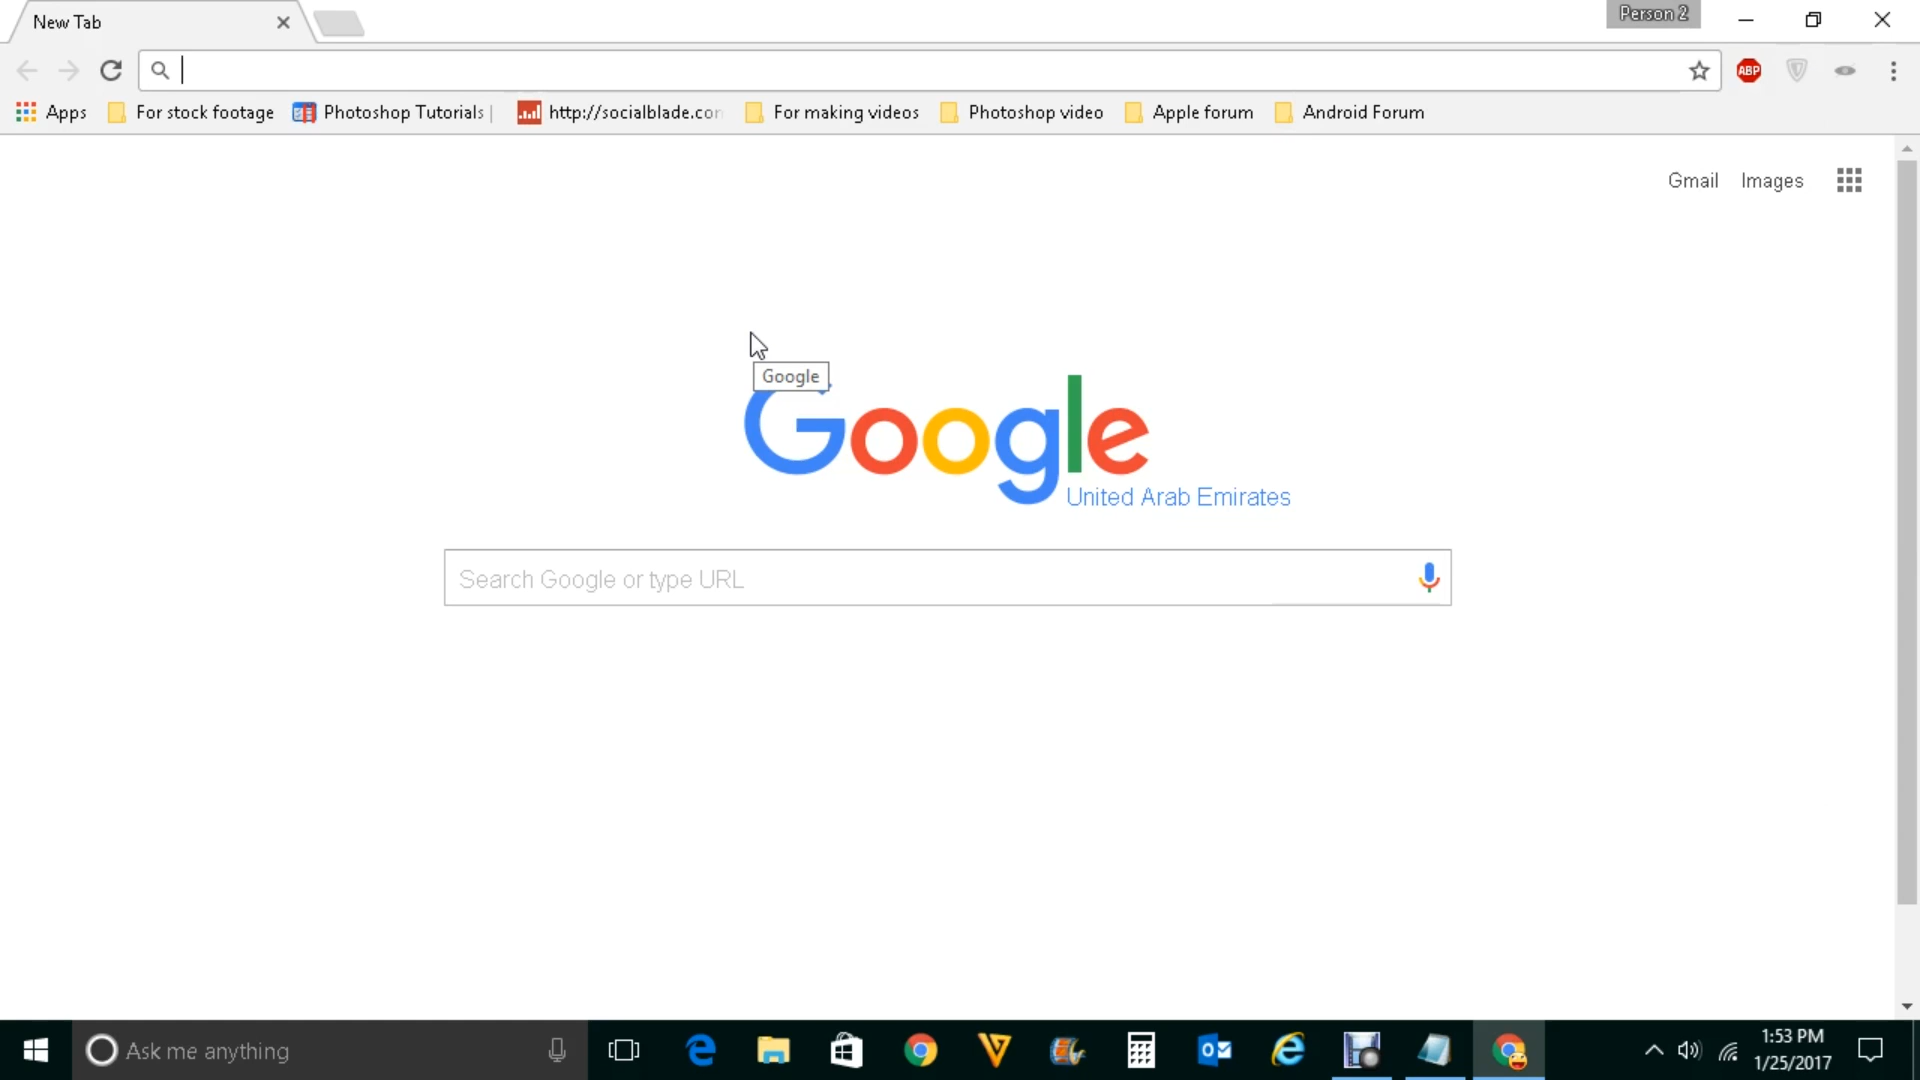 New Tab
Person 2
ABP
Apps
For stock footage
Photoshop Tutorials |
http://socialblade.com
For making videos
Photoshop video
Apple forum
Android Forum
Gmail
Images
Google
Google
United Arab Emirates
Search Google or type URL
Ask me anything
1:53 PM
1/25/2017